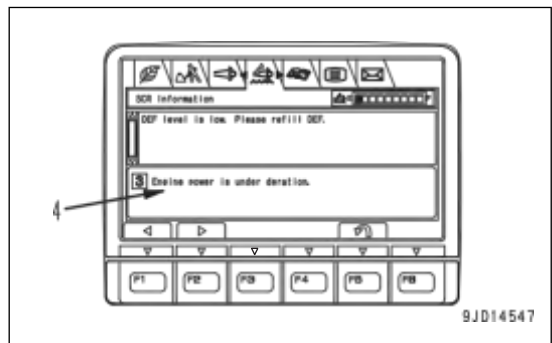 SCR Information
DEF level is low. Please refill DEF.
3 Engine power is under deration.
4
F1 F2 F3 F4 F5 F6
9JD14547